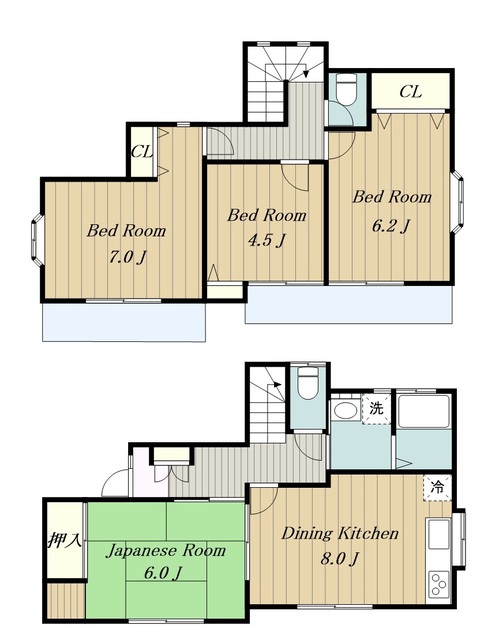 CL
CL
Bed Room
7.0 J
Bed Room
4.5 J
Bed Room
6.2 J
洗
冷
押入
Japanese Room
6.0 J
Dining Kitchen
8.0 J